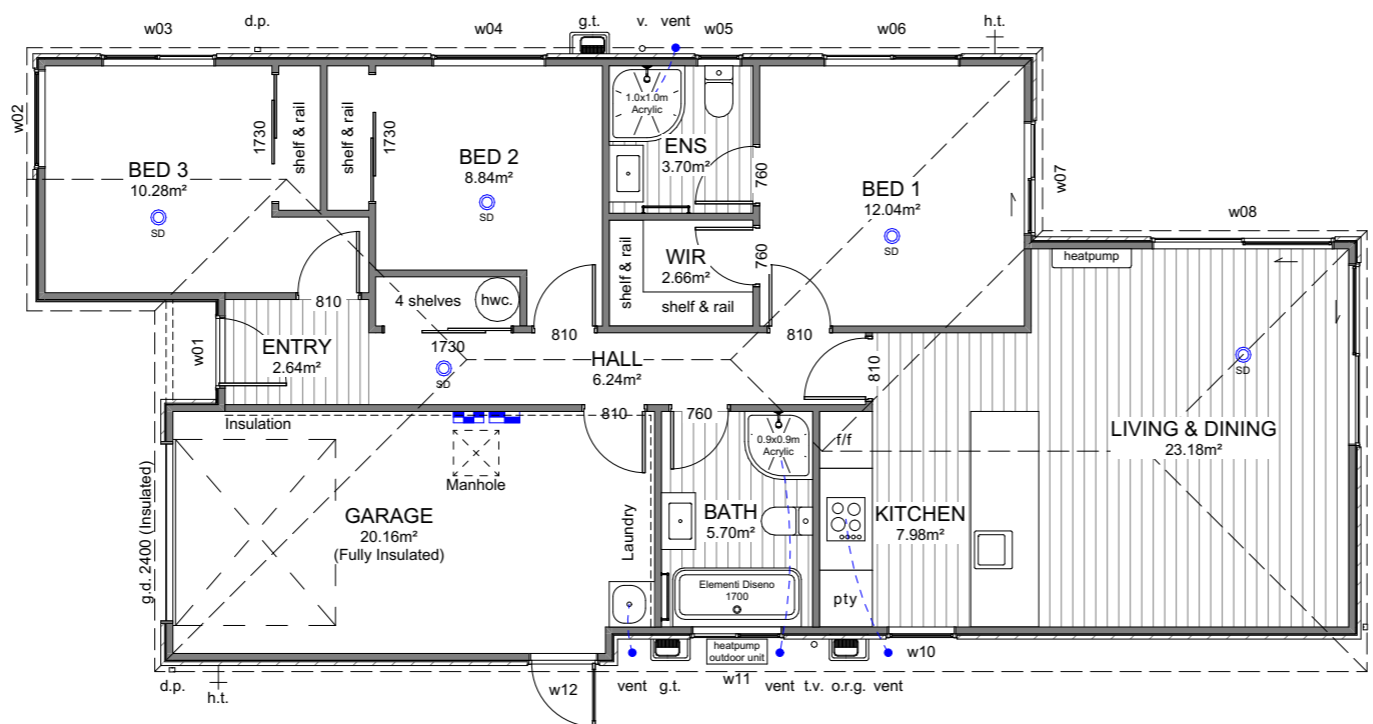 w03
d.p.
w04
g.t.
v.
vent
w05
w06
h.t.
w02
1730
shelf & rail
shelf & rail
1730
1.0x1.0m
Acrylic
BED 3
10.28m²
SD
BED 2
8.84m²
SD
ENS
3.70m²
760
BED 1
12.04m²
SD
w07
w08
heatpump
WIR
2.66m²
760
shelf & rail
shelf & rail
810
4 shelves
hwc.
1730
810
810
810
w01
ENTRY
2.64m²
SD
HALL
6.24m²
SD
Insulation
810
760
0.9x0.9m
Acrylic
f/f
Manhole
LIVING & DINING
23.18m²
g.d. 2400 (Insulated)
GARAGE
20.16m²
(Fully Insulated)
Laundry
BATH
5.70m²
KITCHEN
7.98m²
Elementi Diseno
1700
pty
heatpump
outdoor unit
w10
w11
d.p.
h.t.
w12
vent
g.t.
vent
t.v.
o.r.g.
vent